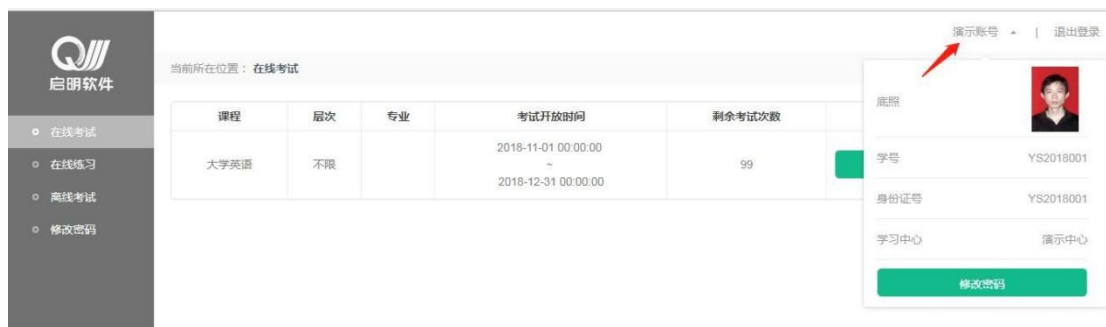 启明软件
在线考试
在线练习
离线考试
修改密码
演示账号 | 退出登录
当前所在位置： 在线考试
课程 层次 专业 考试开放时间 剩余考试次数
大学英语 不限 2018-11-01 00:00:00 ~ 2018-12-31 00:00:00 99
底照
学号 YS2018001
身份证号 YS2018001
学习中心 演示中心
修改密码